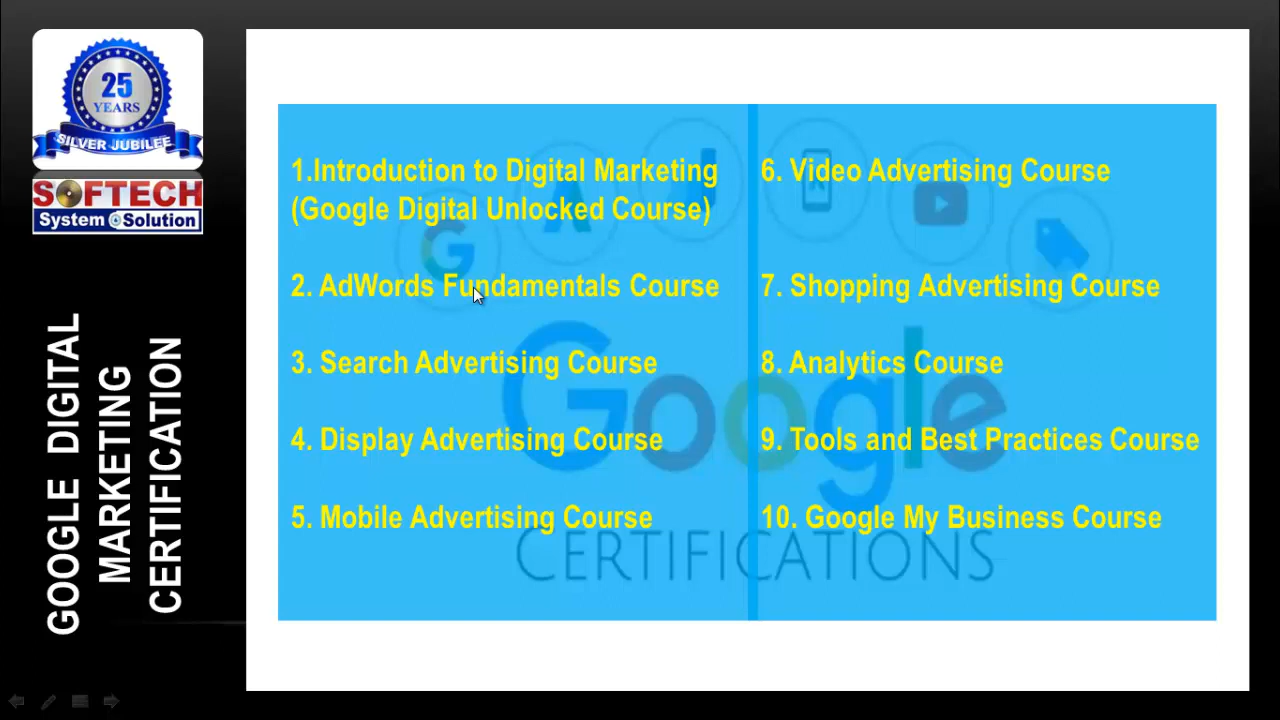 25
YEARS
SILVER JUBILEE
SOFTECH
System Solution
GOOGLE DIGITAL
MARKETING
CERTIFICATION
1.Introduction to Digital Marketing
(Google Digital Unlocked Course)
2. AdWords Fundamentals Course
3. Search Advertising Course
4. Display Advertising Course
5. Mobile Advertising Course
6. Video Advertising Course
7. Shopping Advertising Course
8. Analytics Course
9. Tools and Best Practices Course
10. Google My Business Course
Google
CERTIFICATIONS